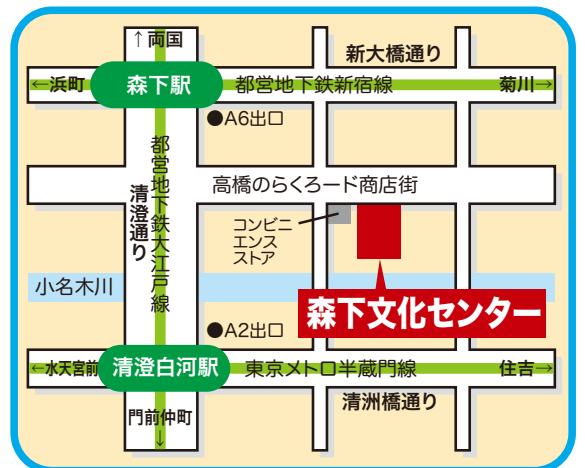 ↑両国
新大橋通り
←浜町
森下駅
都営地下鉄新宿線
菊川→
●A6出口
都営地下鉄大江戸線
清澄通り
高橋のらくロード商店街
コンビニ
エンス
ストア
小名木川
森下文化センター
●A2出口
←水天宮前
清澄白河駅
東京メトロ半蔵門線
住吉→
門前仲町
↓
清洲橋通り